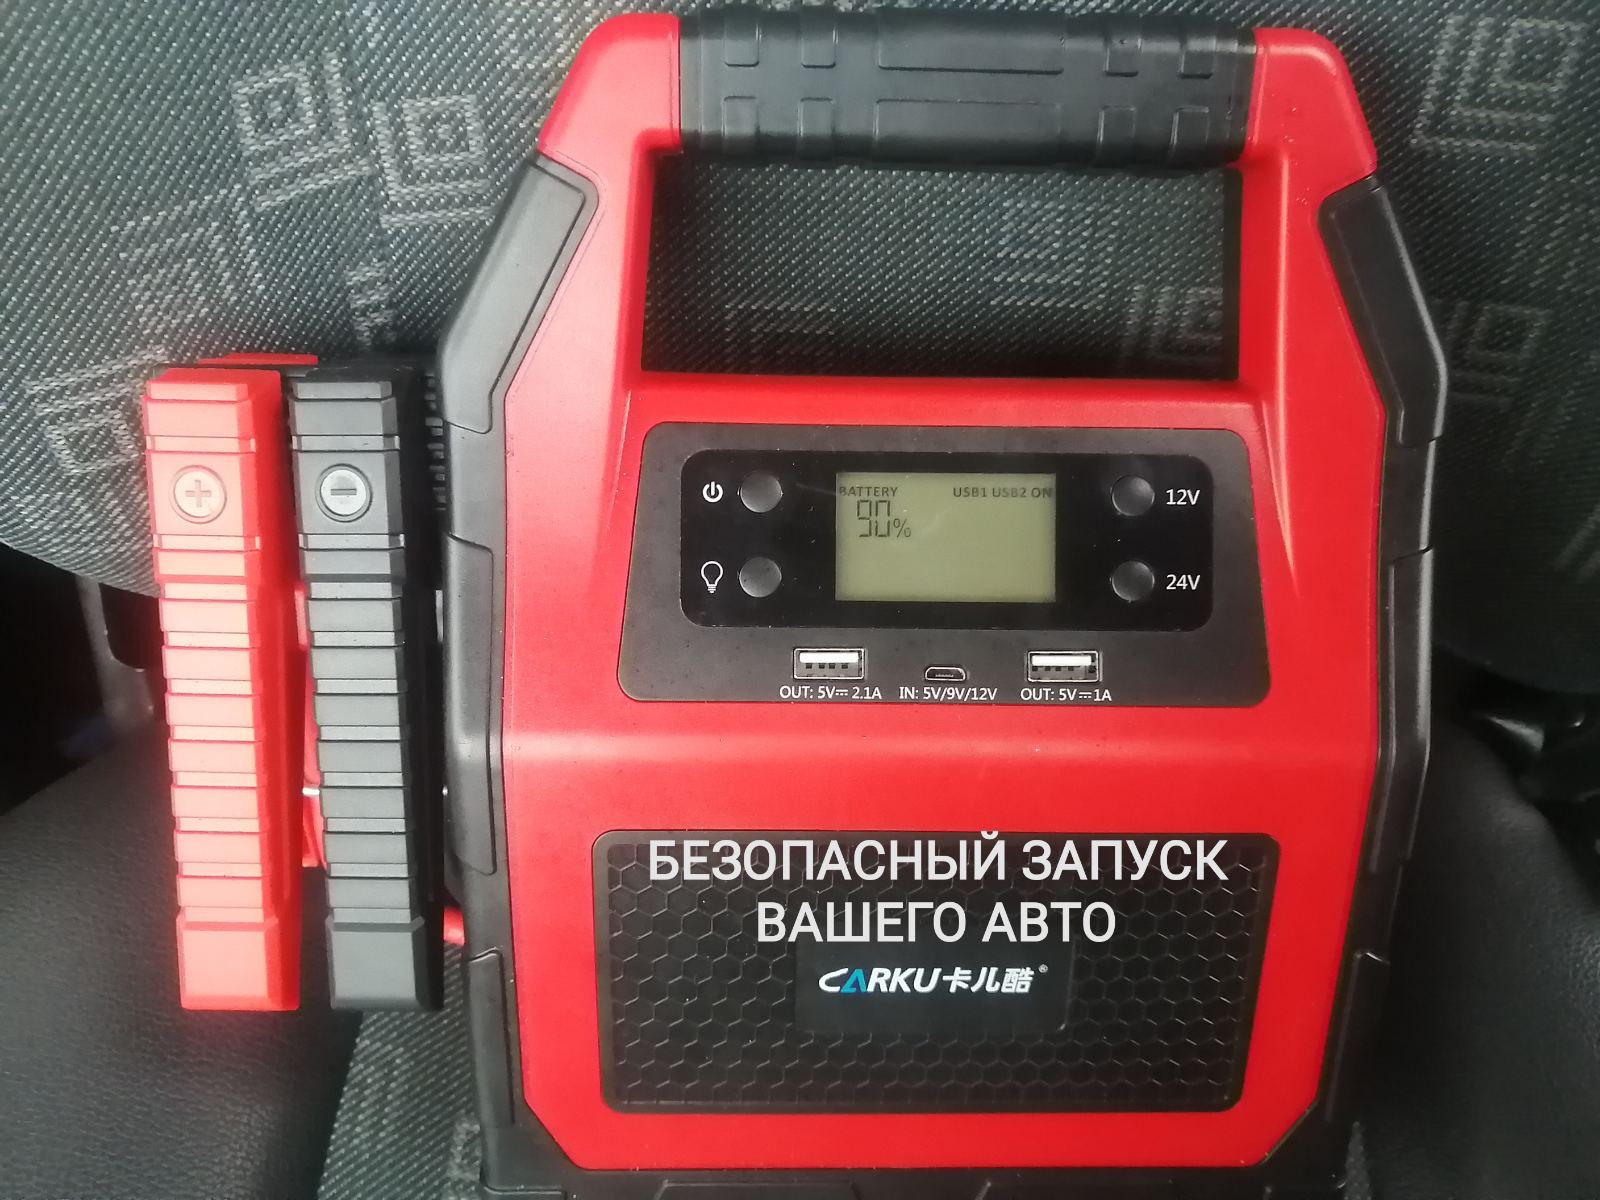 BATTERY USB1 USB2 ON
90%
12V
24V
OUT: 5V⎓2.1A IN: 5V/9V/12V OUT: 5V⎓1A
БЕЗОПАСНЫЙ ЗАПУСК
ВАШЕГО АВТО
CARKU卡儿酷®